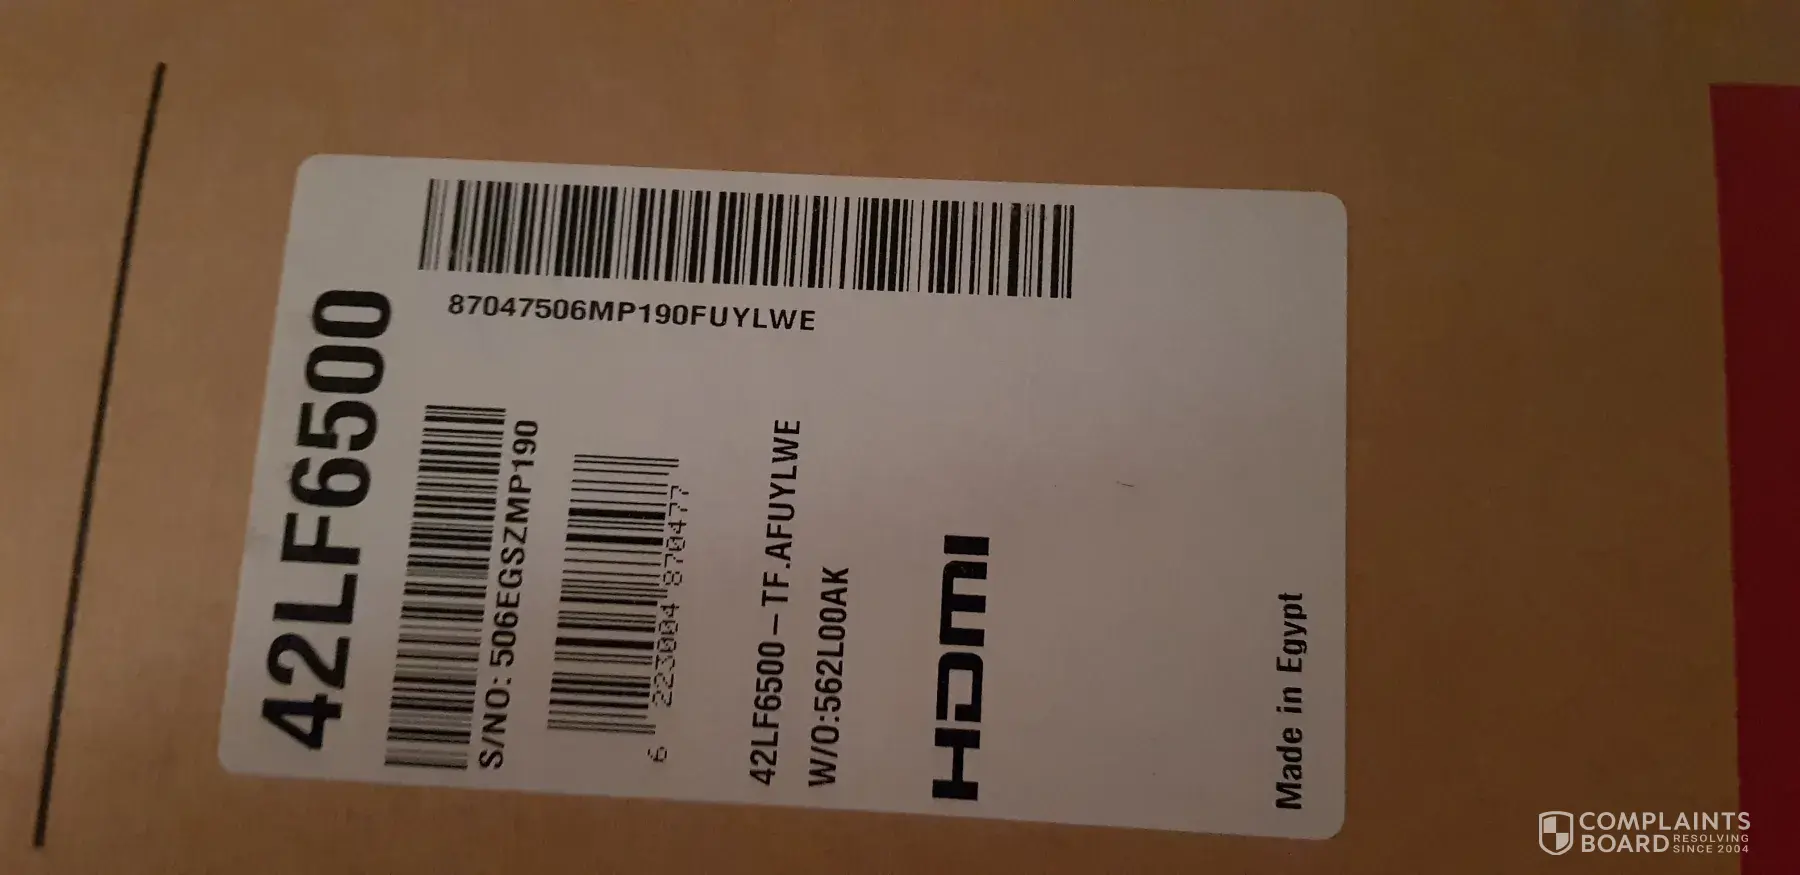 87047506MP190FUYLWE
42LF6500
S/NO:506EGSZMP190
6 223004 870477
42LF6500-TF.AFUYLWE
W/O:562L00AK
HDMI
Made in Egypt
COMPLAINTS
BOARD RESOLVING
SINCE 2004